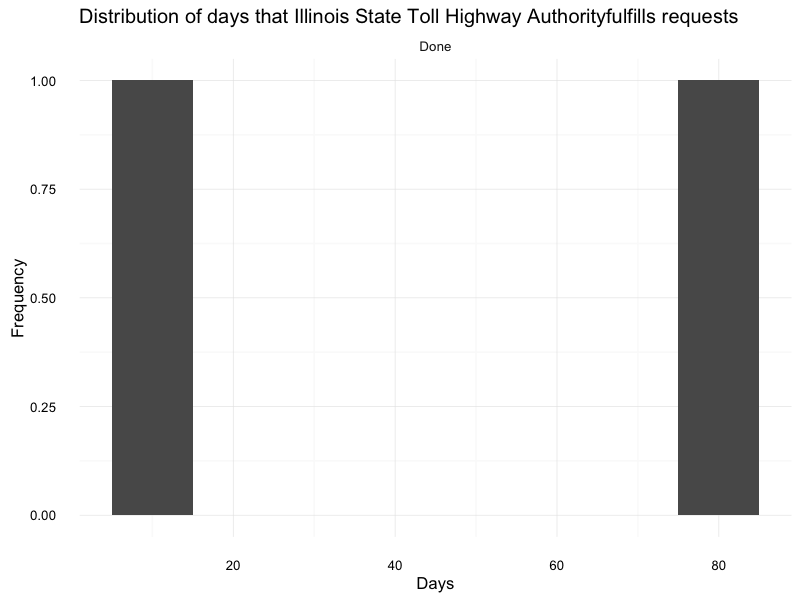 Distribution of days that Illinois State Toll Highway Authorityfulfills requests
Done
1.00
0.75
0.50
0.25
0.00
Frequency
20 40 60 80
Days